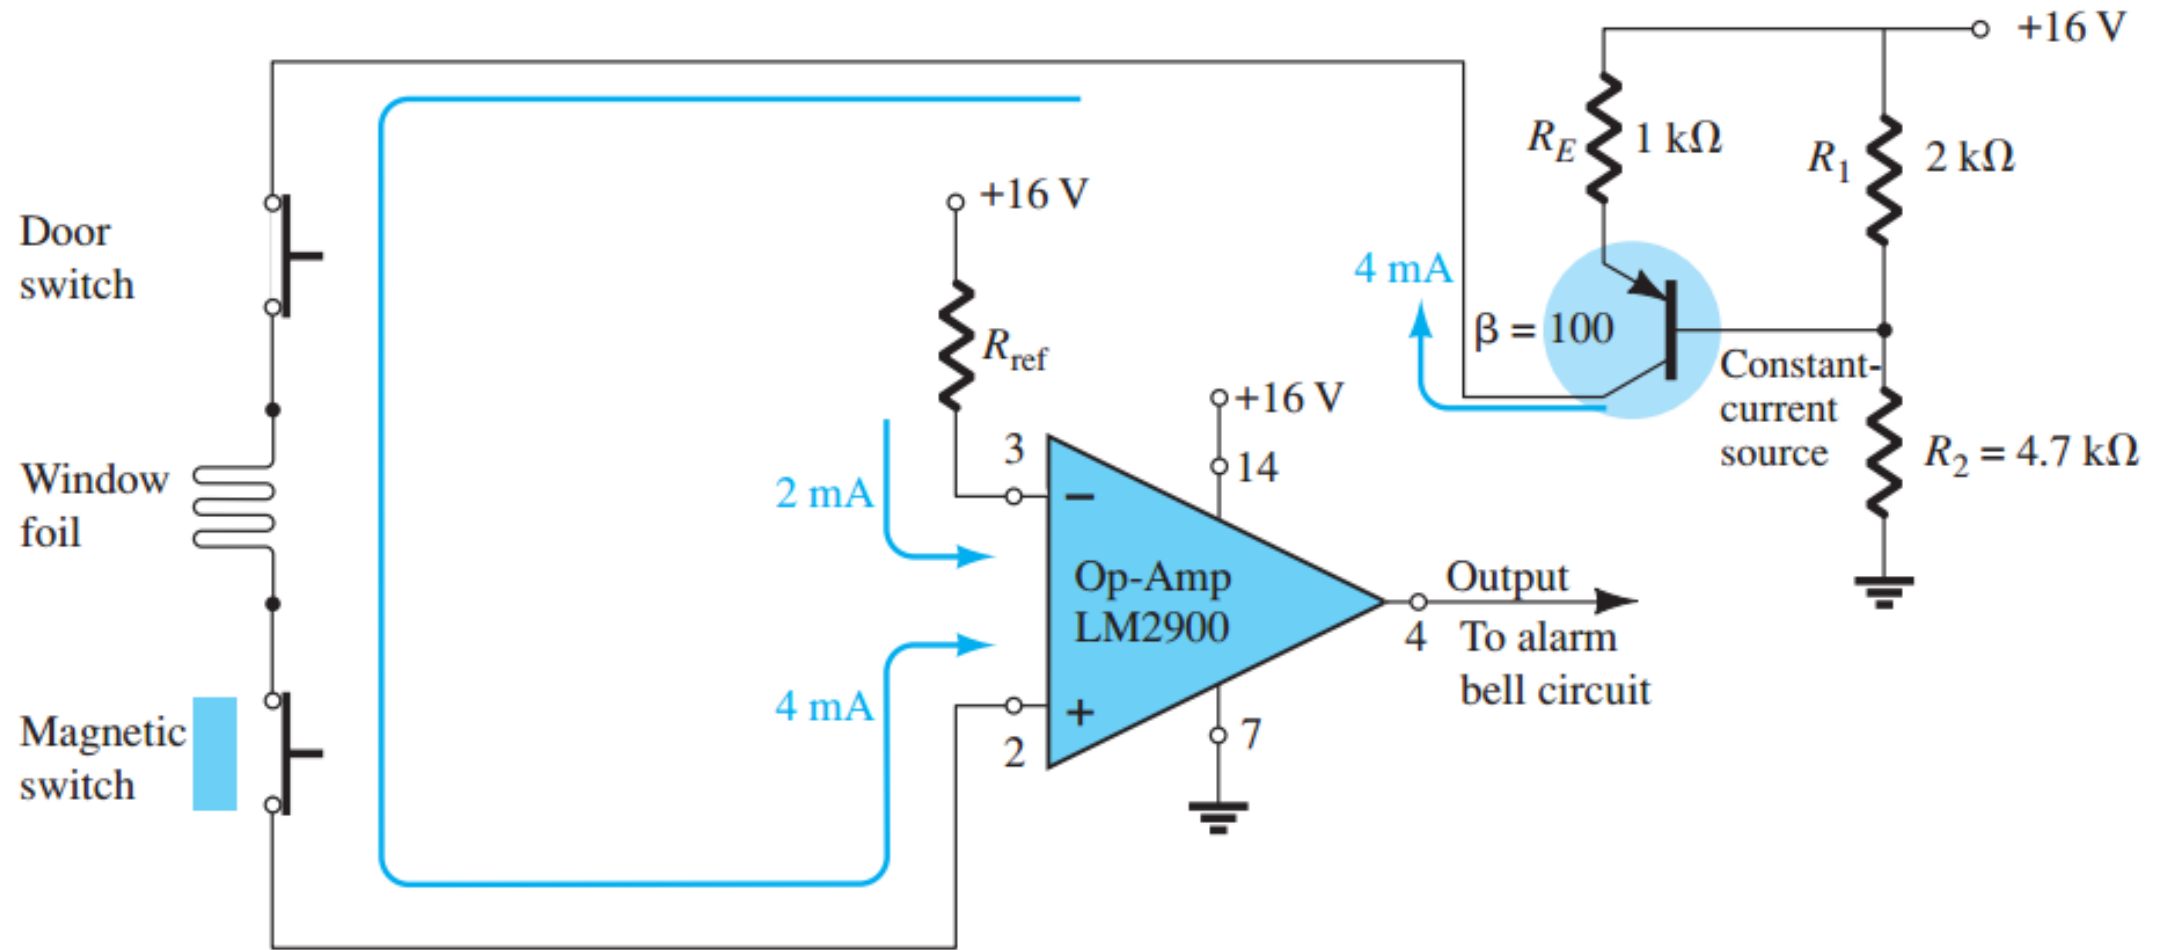 +16 V
R_E
1 kΩ
R_1
2 kΩ
+16 V
Door
switch
4 mA
R_ref
β = 100
Constant-
current
source
+16 V
3
14
R_2 = 4.7 kΩ
Window
foil
2 mA
−
Op-Amp
LM2900
Output
4
To alarm
bell circuit
4 mA
+
2
7
Magnetic
switch